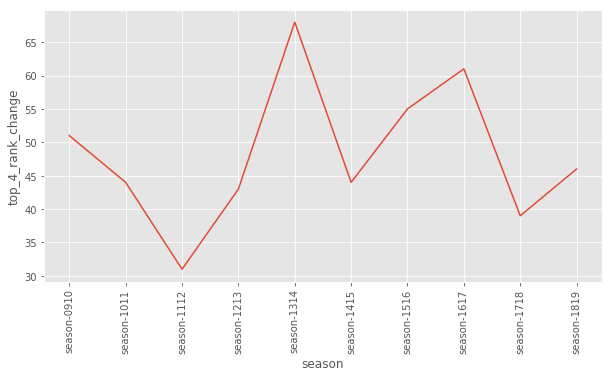 top_4_rank_change
65
60
55
50
45
40
35
30
season-0910
season-1011
season-1112
season-1213
season-1314
season-1415
season-1516
season-1617
season-1718
season-1819
season